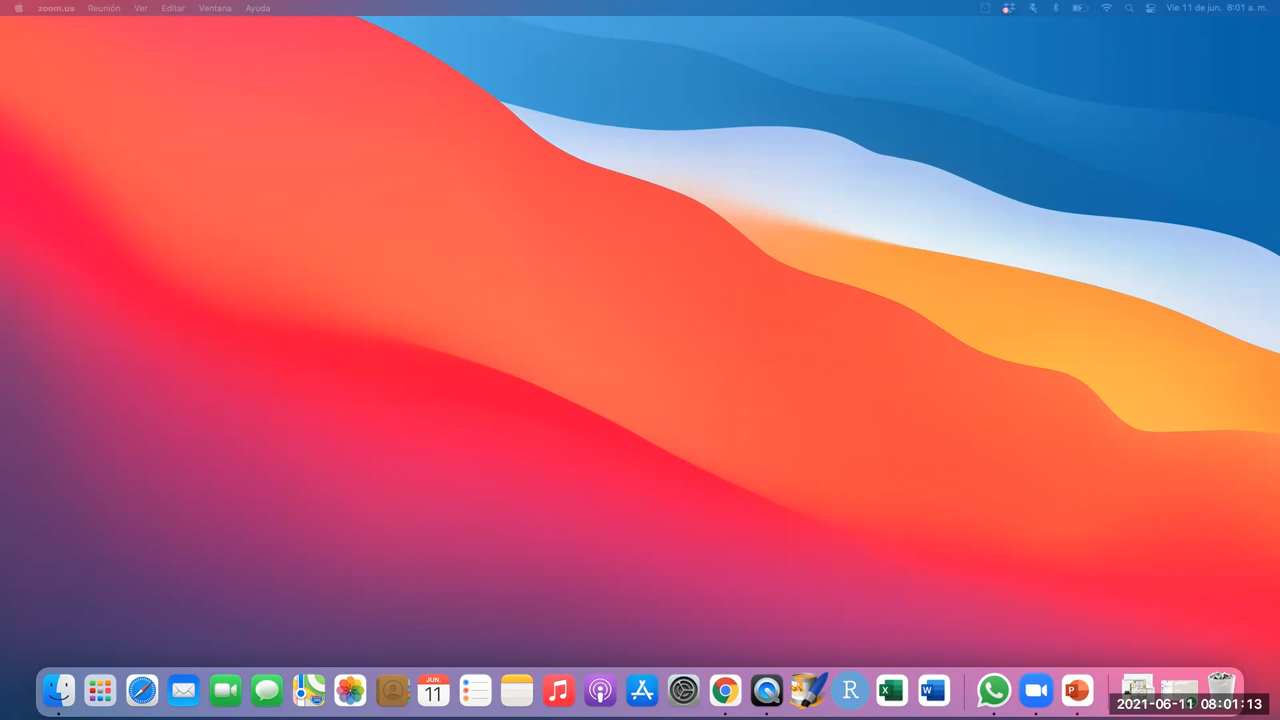 zoom.us Reunión Ver Editar Ventana Ayuda Vie 11 de jun. 8:01 a. m.
JUN.
11
R
W
P
2021-06-11 08:01:13